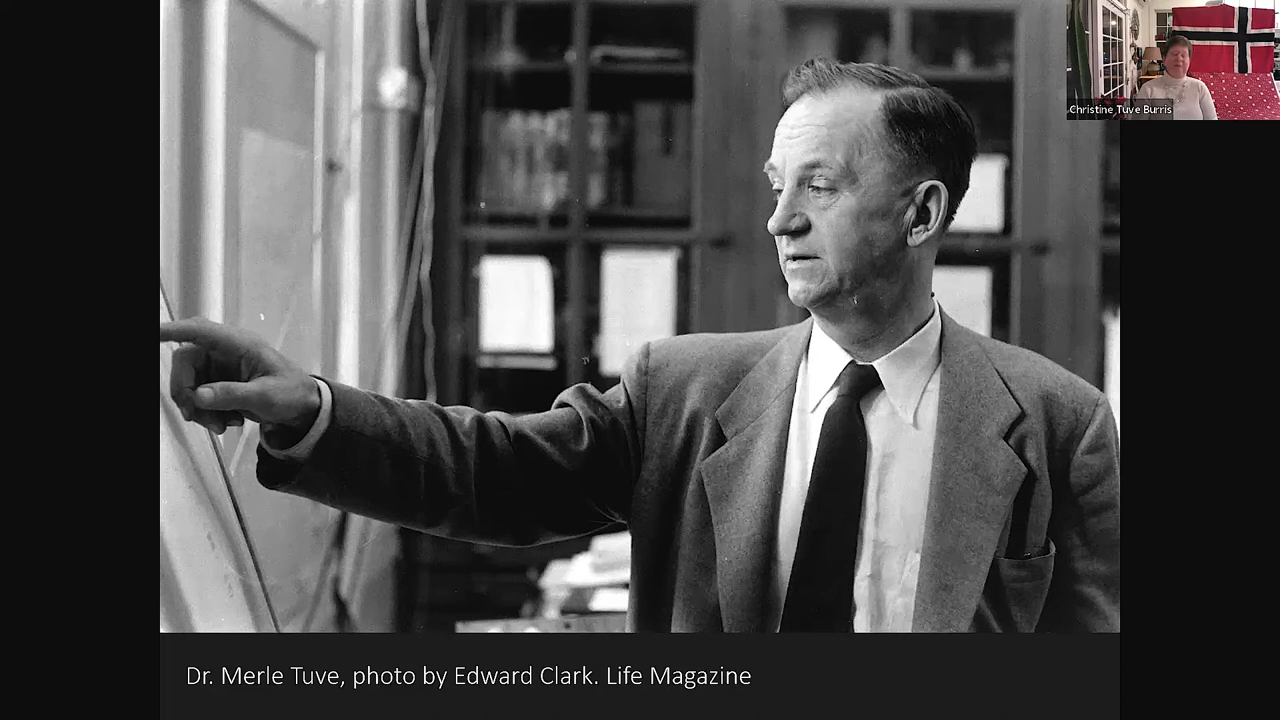 Christine Tuve Burris
Dr. Merle Tuve, photo by Edward Clark. Life Magazine